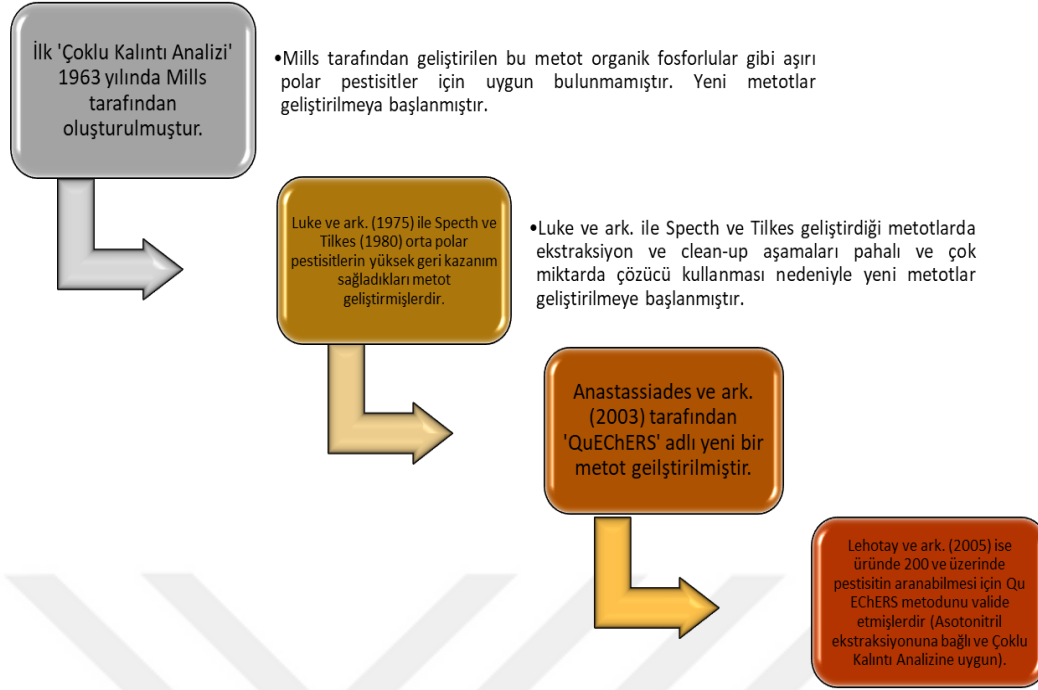 İlk 'Çoklu Kalıntı Analizi'
1963 yılında Mills
tarafından
oluşturulmuştur.
•Mills tarafından geliştirilen bu metot organik fosforlular gibi aşırı
polar pestisitler için uygun bulunmamıştır. Yeni metotlar
geliştirilmeya başlanmıştır.
Luke ve ark. (1975) ile Specth ve
Tilkes (1980) orta polar
pestisitlerin yüksek geri kazanım
sağladıkları metot
geliştirmişlerdir.
•Luke ve ark. ile Specth ve Tilkes geliştirdiği metotlarda
ekstraksiyon ve clean-up aşamaları pahalı ve çok
miktarda çözücü kullanması nedeniyle yeni metotlar
geliştirilmeye başlanmıştır.
Anastassiades ve ark.
(2003) tarafından
'QuEChERS' adlı yeni bir
metot geilştirilmiştir.
Lehotay ve ark. (2005) ise
üründe 200 ve üzerinde
pestisitin aranabilmesi için Qu
EChERS metodunu valide
etmişlerdir (Asotonitril
ekstraksiyonuna bağlı ve Çoklu
Kalıntı Analizine uygun).